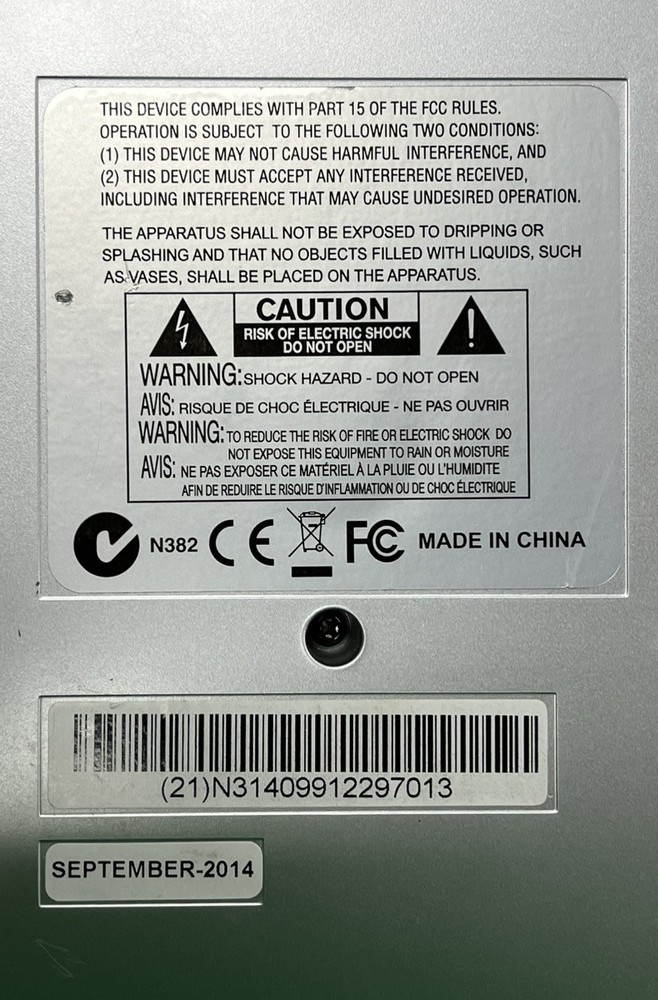 THIS DEVICE COMPLIES WITH PART 15 OF THE FCC RULES.
OPERATION IS SUBJECT TO THE FOLLOWING TWO CONDITIONS:
(1) THIS DEVICE MAY NOT CAUSE HARMFUL INTERFERENCE, AND
(2) THIS DEVICE MUST ACCEPT ANY INTERFERENCE RECEIVED,
INCLUDING INTERFERENCE THAT MAY CAUSE UNDESIRED OPERATION.
THE APPARATUS SHALL NOT BE EXPOSED TO DRIPPING OR
SPLASHING AND THAT NO OBJECTS FILLED WITH LIQUIDS, SUCH
AS VASES, SHALL BE PLACED ON THE APPARATUS.
CAUTION
RISK OF ELECTRIC SHOCK
DO NOT OPEN
WARNING: SHOCK HAZARD - DO NOT OPEN
AVIS: RISQUE DE CHOC ÉLECTRIQUE - NE PAS OUVRIR
WARNING: TO REDUCE THE RISK OF FIRE OR ELECTRIC SHOCK DO
NOT EXPOSE THIS EQUIPMENT TO RAIN OR MOISTURE
AVIS: NE PAS EXPOSER CE MATÉRIEL À LA PLUIE OU L'HUMIDITE
AFIN DE REDUIRE LE RISQUE D'INFLAMMATION OU DE CHOC ÉLECTRIQUE
N382 CE FC MADE IN CHINA
(21)N31409912297013
SEPTEMBER-2014